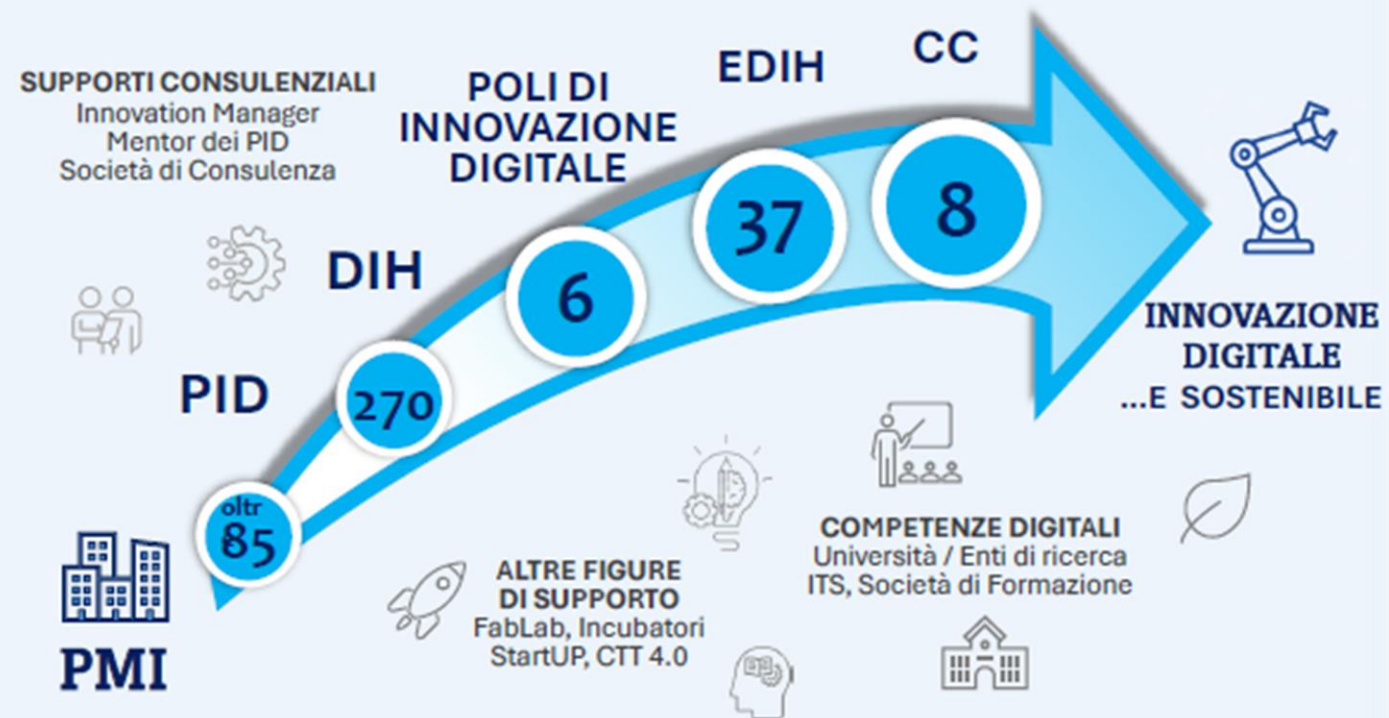 SUPPORTI CONSULENZIALI
Innovation Manager
Mentor dei PID
Società di Consulenza
POLI DI
INNOVAZIONE
DIGITALE
EDIH
CC
DIH
PID
oltr
85
270
6
37
8
PMI
INNOVAZIONE
DIGITALE
...E SOSTENIBILE
ALTRE FIGURE
DI SUPPORTO
FabLab, Incubatori
StartUP, CTT 4.0
COMPETENZE DIGITALI
Università / Enti di ricerca
ITS, Società di Formazione